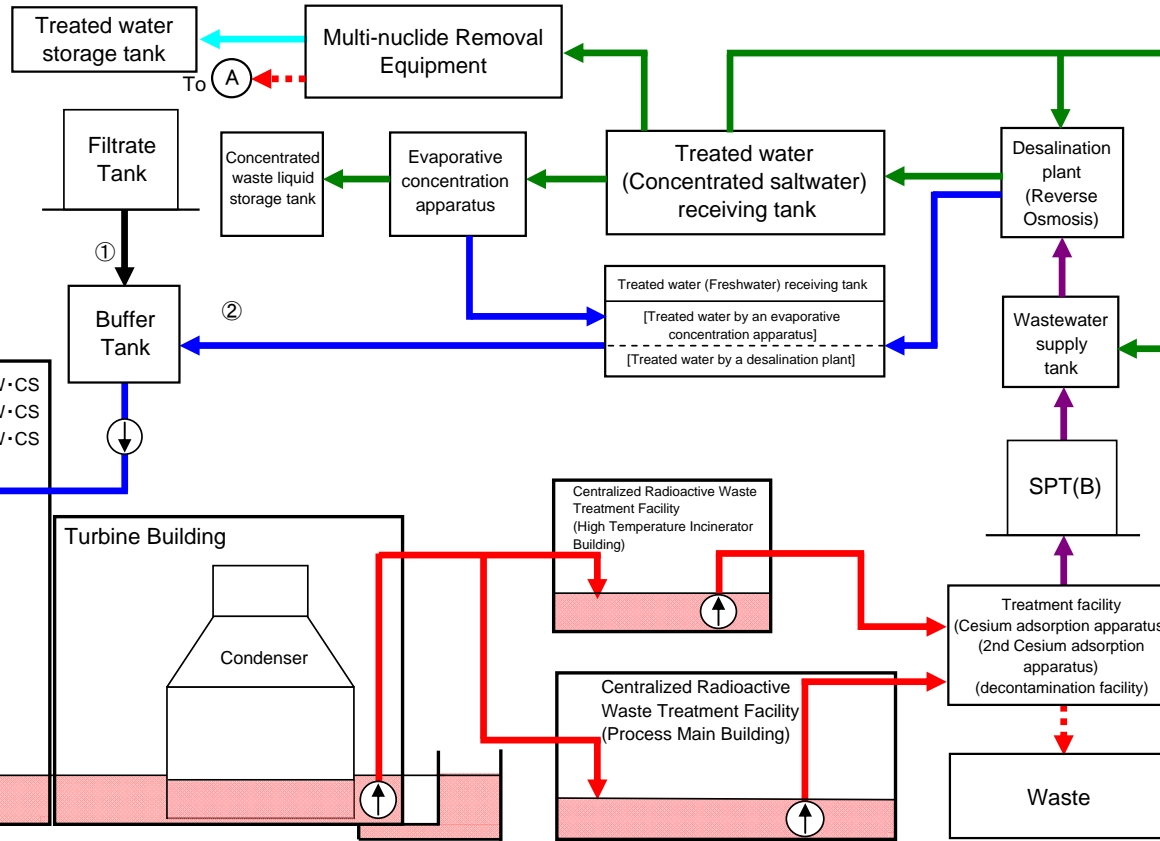 Treated water
storage tank
Multi-nuclide Removal
Equipment
To A
Filtrate
Tank
Concentrated
waste liquid
storage tank
Evaporative
concentration
apparatus
Treated water
(Concentrated saltwater)
receiving tank
Desalination
plant
(Reverse
Osmosis)
①
Buffer
Tank
②
Treated water (Freshwater) receiving tank
[Treated water by an evaporative
concentration apparatus]
[Treated water by a desalination plant]
Wastewater
supply
tank
・CS
・CS
・CS
SPT(B)
Turbine Building
Condenser
Centralized Radioactive Waste
Treatment Facility
(High Temperature Incinerator
Building)
Centralized Radioactive
Waste Treatment Facility
(Process Main Building)
Treatment facility
(Cesium adsorption apparatus
(2nd Cesium adsorption
apparatus)
(decontamination facility)
Waste